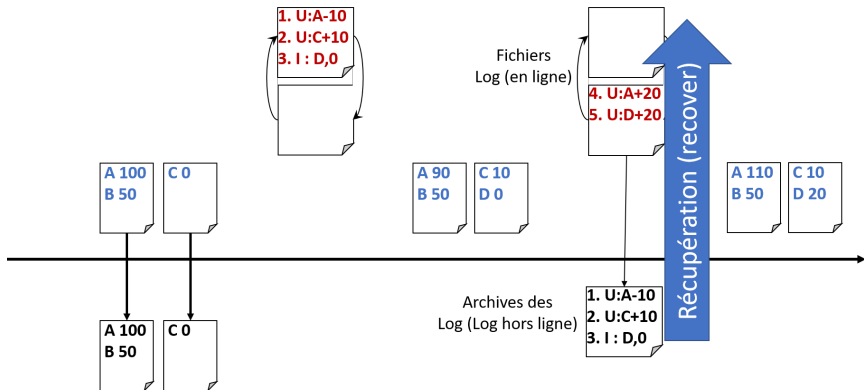 1. U:A-10
2. U:C+10
3. I : D,0
Fichiers
Log (en ligne)
4. U:A+20
5. U:D+20
Récupération (recover)
A 100
B 50
C 0
A 90
B 50
C 10
D 0
A 110
B 50
C 10
D 20
Archives des
Log (Log hors ligne)
1. U:A-10
2. U:C+10
3. I : D,0
A 100
B 50
C 0